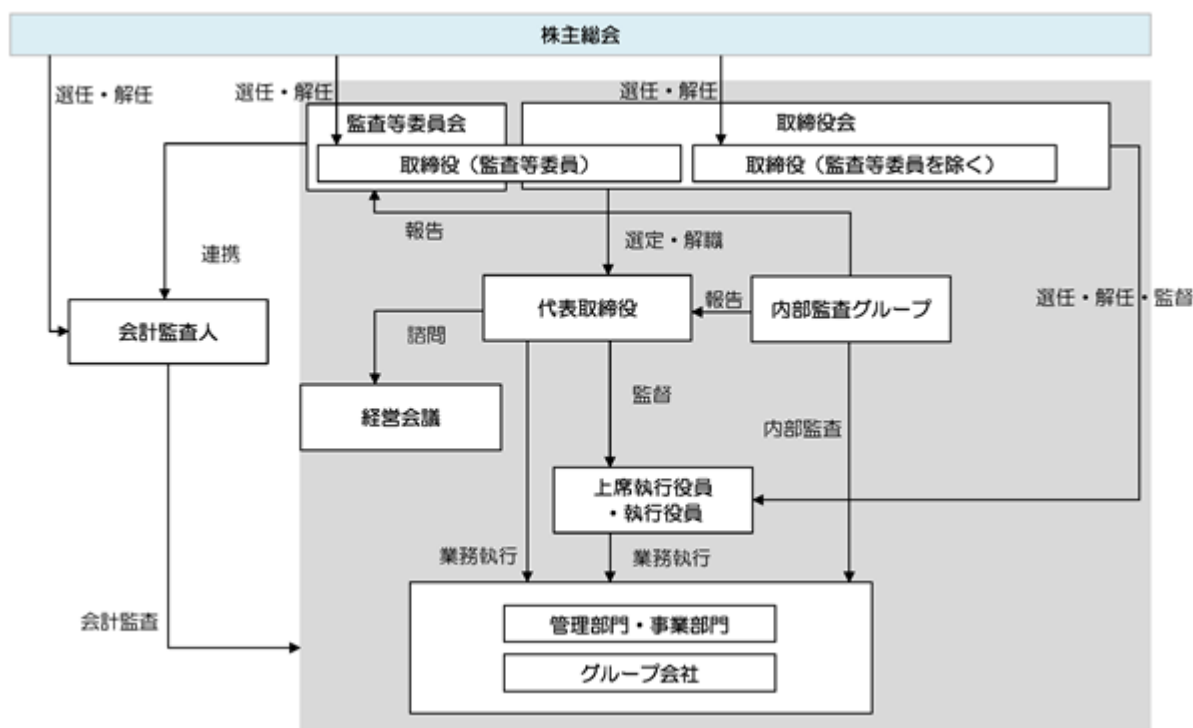 株主総会
選任・解任
選任・解任
選任・解任
監査等委員会
取締役会
取締役（監査等委員）
取締役（監査等委員を除く）
報告
選定・解職
連携
代表取締役
報告
内部監査グループ
選任・解任・監督
会計監査人
諮問
経営会議
監督
内部監査
上席執行役員
・執行役員
業務執行
業務執行
会計監査
管理部門・事業部門
グループ会社